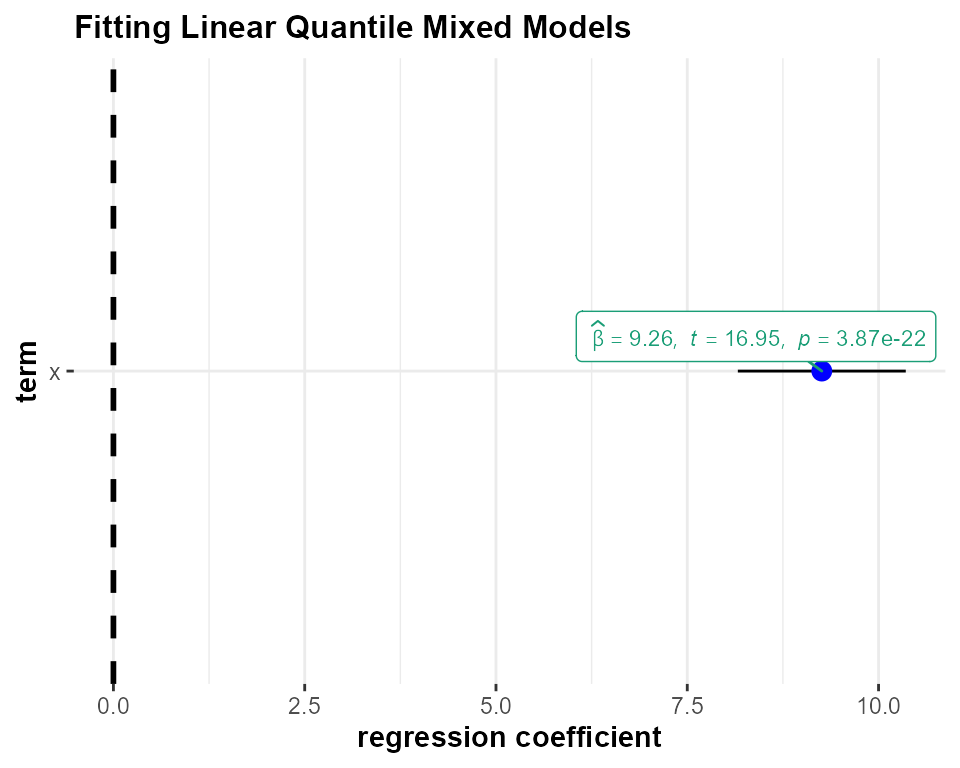 Fitting Linear Quantile Mixed Models
term
x
β̂ = 9.26, t = 16.95, p = 3.87e-22
0.0 2.5 5.0 7.5 10.0
regression coefficient